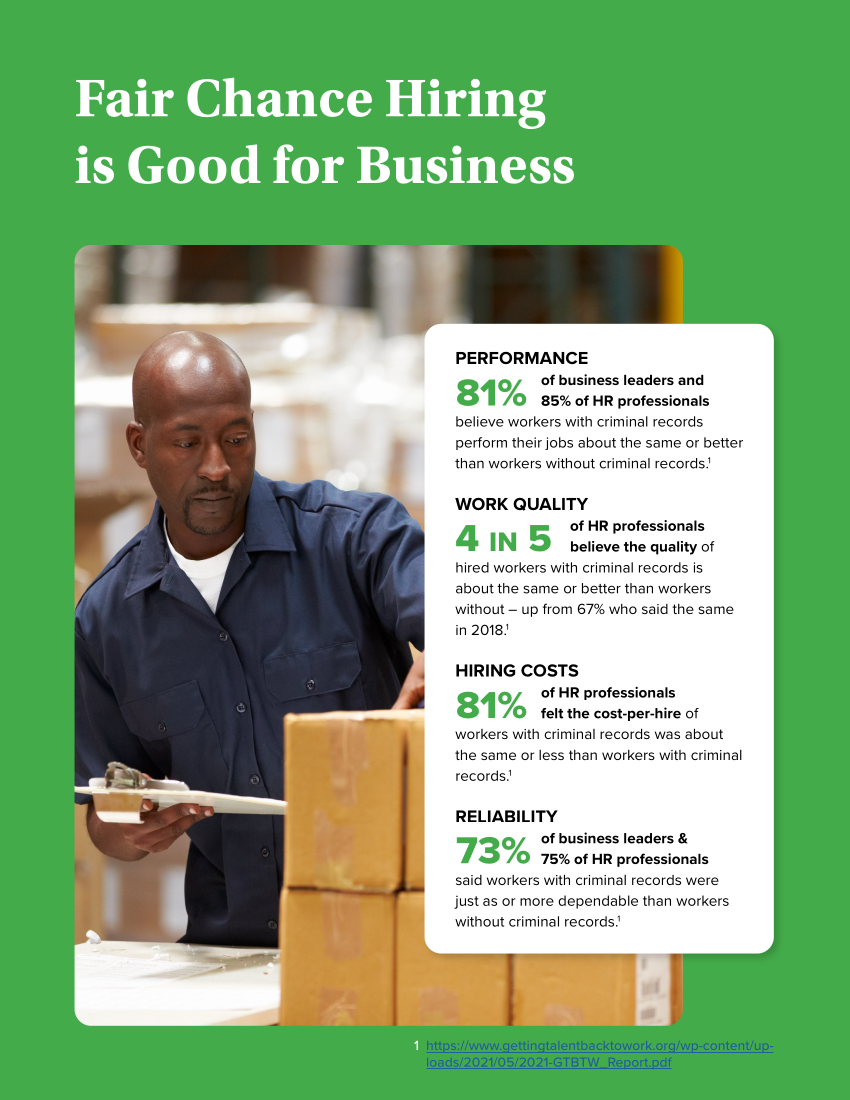 Fair Chance Hiring
is Good for Business
PERFORMANCE
81% of business leaders and
85% of HR professionals
believe workers with criminal records
perform their jobs about the same or better
than workers without criminal records.¹
WORK QUALITY
4 IN 5 of HR professionals
believe the quality of
hired workers with criminal records is
about the same or better than workers
without – up from 67% who said the same
in 2018.¹
HIRING COSTS
81% of HR professionals
felt the cost-per-hire of
workers with criminal records was about
the same or less than workers with criminal
records.¹
RELIABILITY
73% of business leaders &
75% of HR professionals
said workers with criminal records were
just as or more dependable than workers
without criminal records.¹
1 https://www.gettingtalentbacktowork.org/wp-content/up-
loads/2021/05/2021-GTBTW_Report.pdf